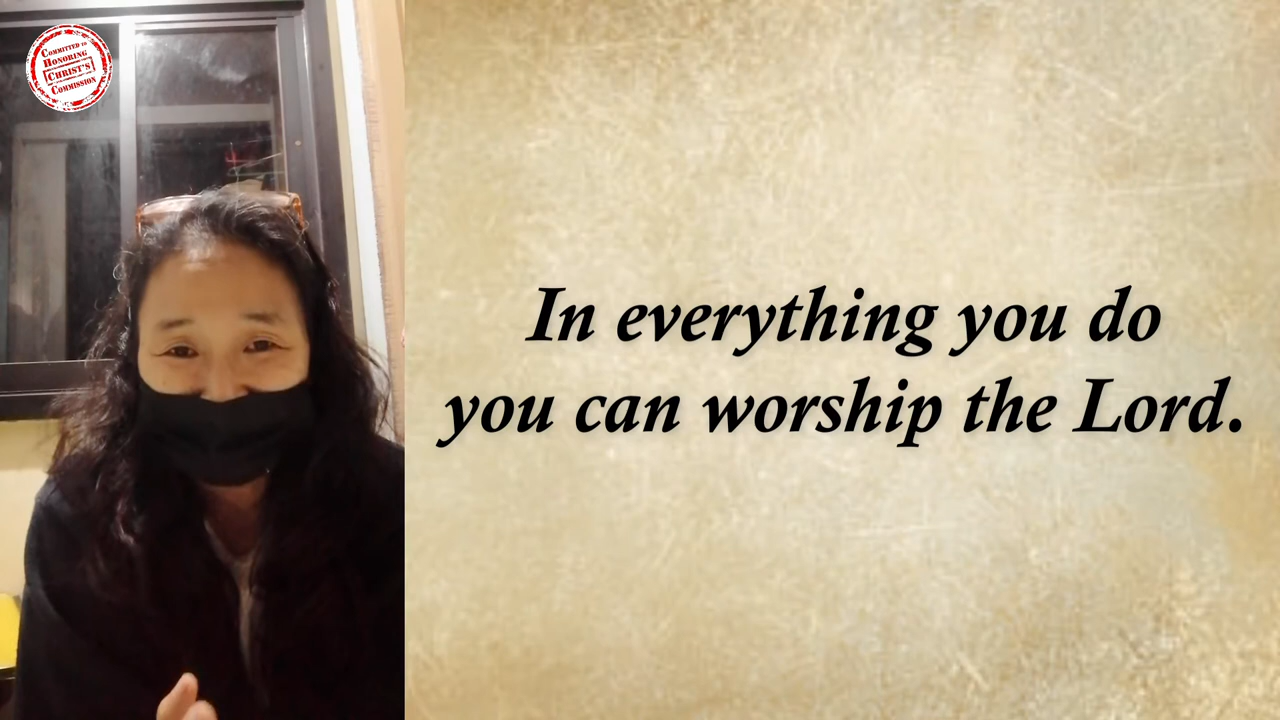 COMMITTED TO
HONORING
CHRIST'S
COMMISSION
In everything you do
you can worship the Lord.